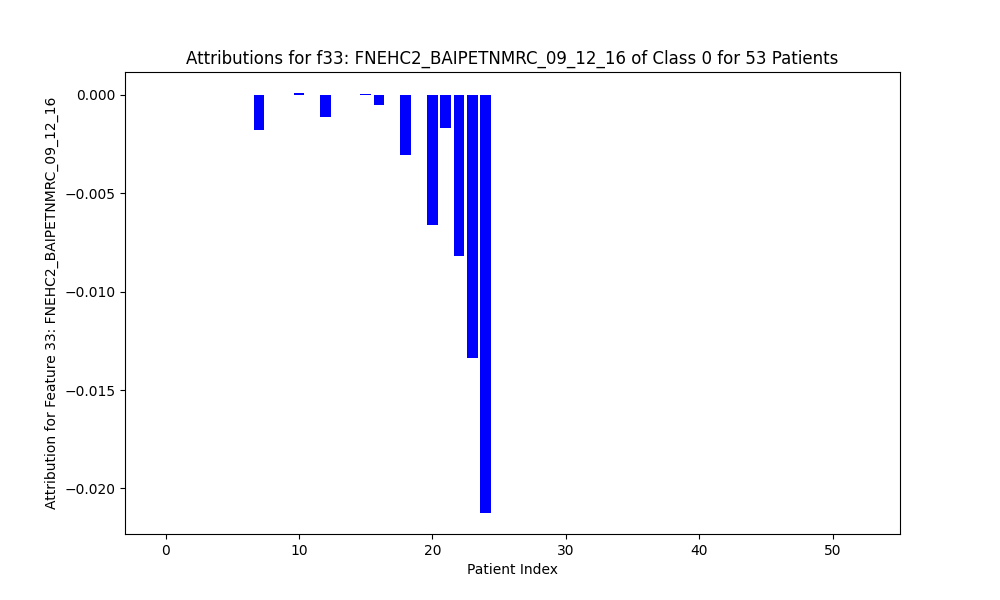 Attributions for f33: FNEHC2_BAIPETNMRC_09_12_16 of Class 0 for 53 Patients
Attribution for Feature 33: FNEHC2_BAIPETNMRC_09_12_16
0.000
−0.005
−0.010
−0.015
−0.020
0 10 20 30 40 50
Patient Index